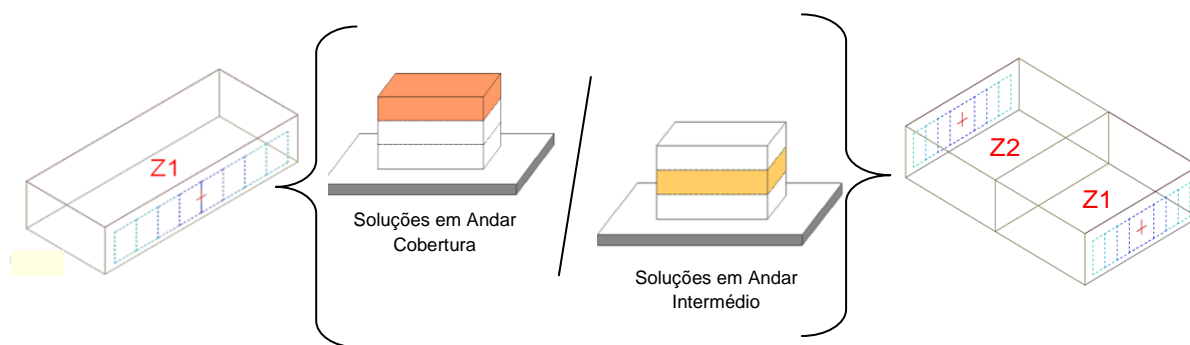 Z1
Soluções em Andar
Cobertura
Soluções em Andar
Intermédio
Z2
Z1